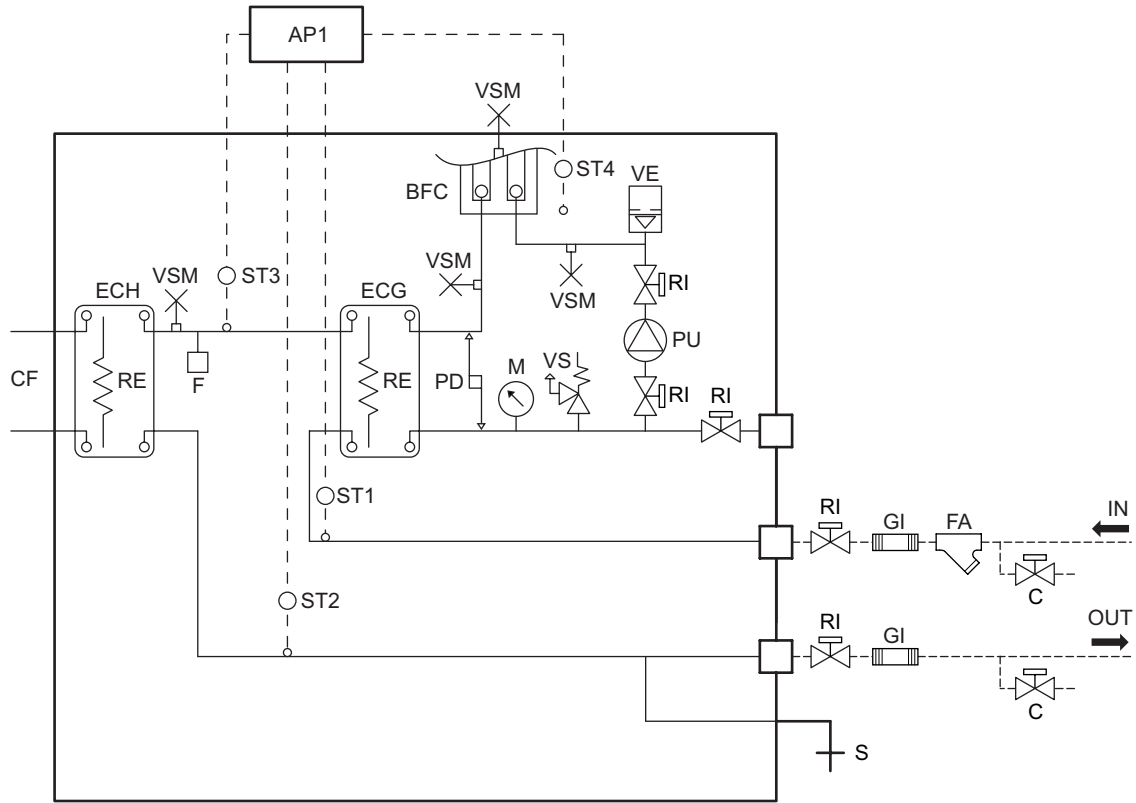 AP1
VSM
ST4
VE
BFC
VSM
ST3
VSM
VSM
RI
ECH
ECG
PU
CF
RE
F
RE
PD
M
VS
RI
RI
ST1
RI
GI
FA
IN
C
ST2
RI
GI
OUT
C
S